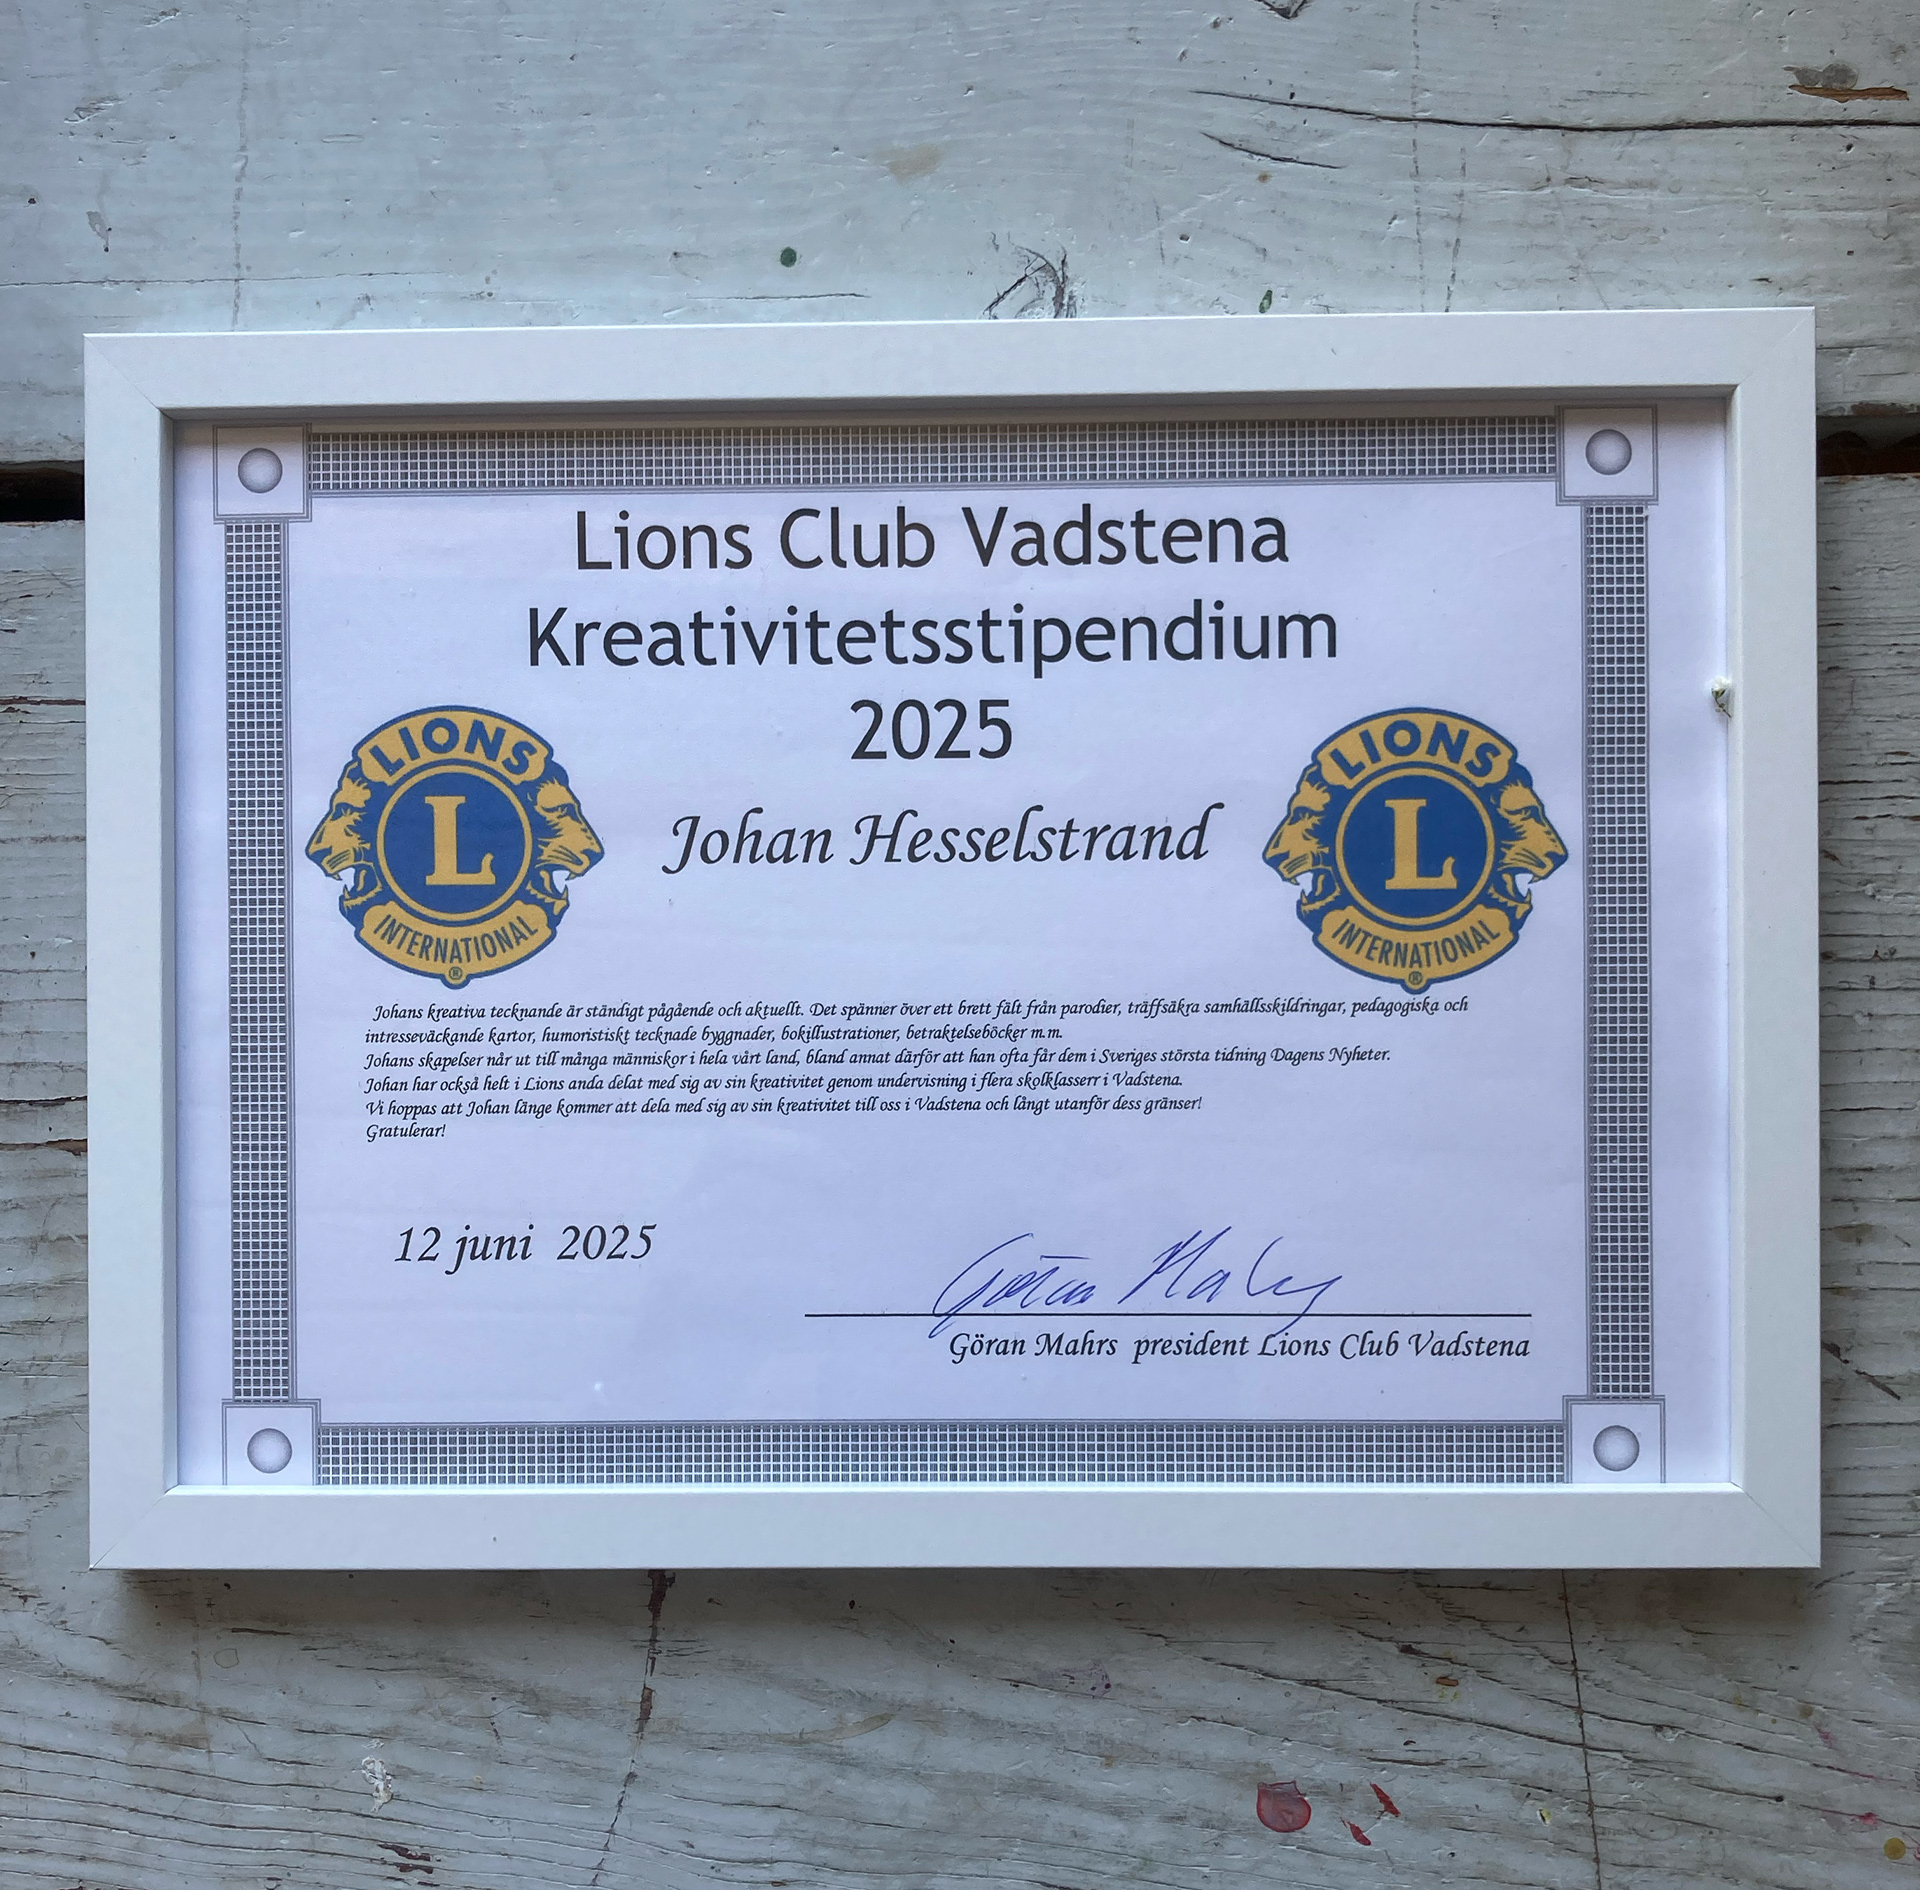 Lions Club Vadstena
Kreativitetsstipendium
2025
LIONS
L
INTERNATIONAL
®
Johan Hesselstrand
LIONS
L
INTERNATIONAL
®
Johans kreativa tecknande är ständigt pågående och aktuellt. Det spänner över ett brett fält från parodier, träffsäkra samhällsskildringar, pedagogiska och
intresseväckande kartor, humoristiskt tecknade byggnader, bokillustrationer, betraktelseböcker m.m.
Johans skapelser når ut till många människor i hela vårt land, bland annat därför att han ofta får dem i Sveriges största tidning Dagens Nyheter.
Johan har också helt i Lions anda delat med sig av sin kreativitet genom undervisning i flera skolklasserr i Vadstena.
Vi hoppas att Johan länge kommer att dela med sig av sin kreativitet till oss i Vadstena och långt utanför dess gränser!
Gratulerar!
12 juni 2025
Göran Mahrs
Göran Mahrs president Lions Club Vadstena